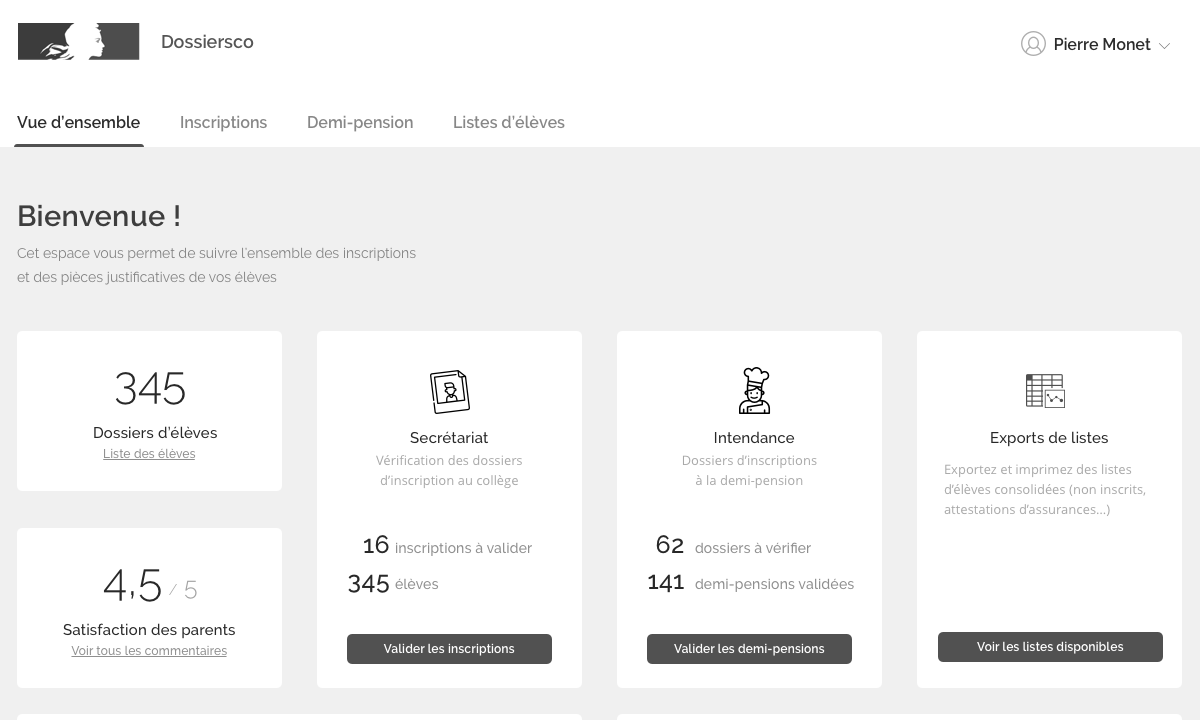 Dossiersco
Pierre Monet
Vue d’ensemble
Inscriptions
Demi-pension
Listes d’élèves
Bienvenue !
Cet espace vous permet de suivre l’ensemble des inscriptions
et des pièces justificatives de vos élèves
345
Dossiers d’élèves
Liste des élèves
4,5 / 5
Satisfaction des parents
Voir tous les commentaires
Secrétariat
Vérification des dossiers
d’inscription au collège
16 inscriptions à valider
345 élèves
Valider les inscriptions
Intendance
Dossiers d’inscriptions
à la demi-pension
62 dossiers à vérifier
141 demi-pensions validées
Valider les demi-pensions
Exports de listes
Exportez et imprimez des listes
d’élèves consolidées (non inscrits,
attestations d’assurances...)
Voir les listes disponibles